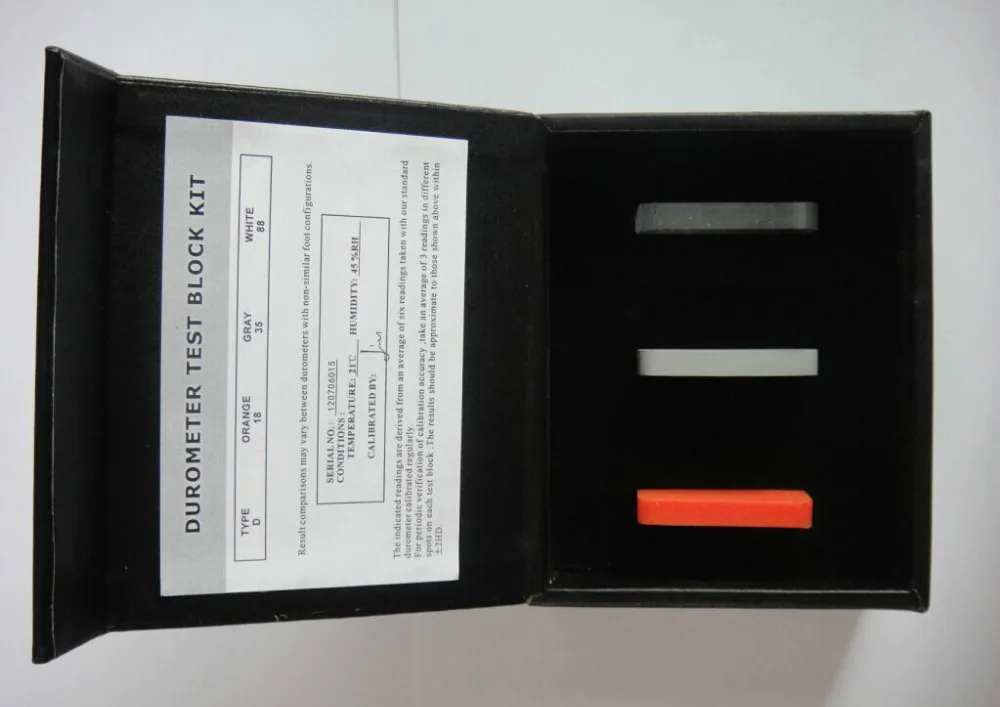 DUROMETER TEST BLOCK KIT
TYPE ORANGE GRAY WHITE
D 18 35 88
Result comparisons may vary between durometers with non-similar foot configurations.
SERIAL NO.: 120706015
CONDITIONS:
TEMPERATURE: 21℃ HUMIDITY: 45%RH
CALIBRATED BY:
The indicated readings are derived from an average of six readings taken with our standard
durometer calibrated regularly.
For periodic verification of calibration accuracy ,take an average of 3 readings in different
spots on each test block .The results should be approximate to those shown above within
±2HD.